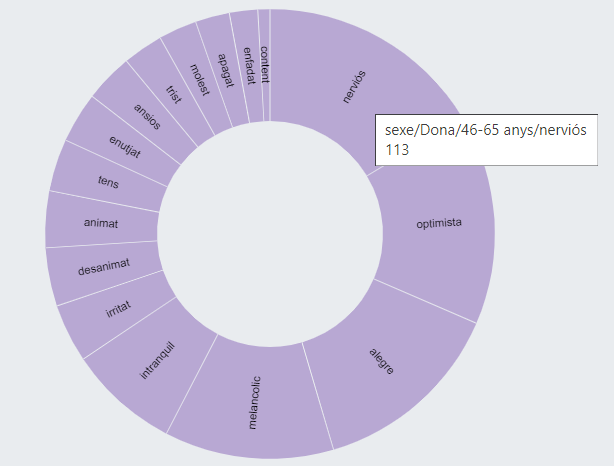 nerviós
sexe/Dona/46-65 anys/nerviós
113
optimista
alegre
melancolic
intranquil
irritat
desanimat
animat
tens
enutjat
ansios
trist
molest
apagat
enfadat
content